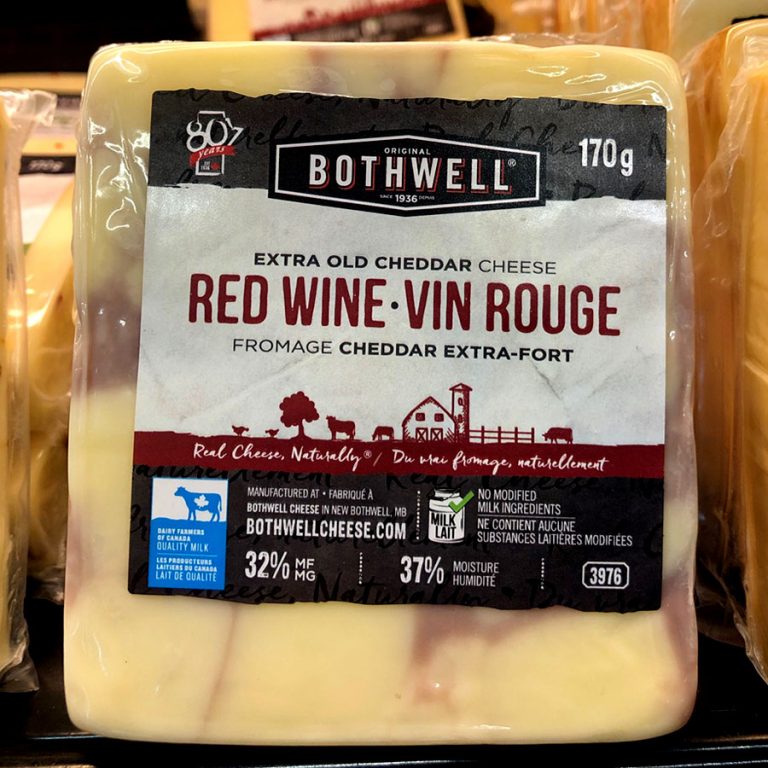 80
years
ORIGINAL
BOTHWELL®
SINCE 1936 DEPUIS
170g
EXTRA OLD CHEDDAR CHEESE
RED WINE·VIN ROUGE
FROMAGE CHEDDAR EXTRA-FORT
Real Cheese, Naturally® / Du vrai fromage, naturellement
DAIRY FARMERS
OF CANADA
QUALITY MILK
LES PRODUCTEURS
LAITIERS DU CANADA
LAIT DE QUALITÉ
MANUFACTURED AT • FABRIQUÉ À
BOTHWELL CHEESE IN NEW BOTHWELL, MB
BOTHWELLCHEESE.COM
MILK
LAIT
NO MODIFIED
MILK INGREDIENTS
NE CONTIENT AUCUNE
SUBSTANCES LAITIÈRES MODIFIÉES
32% MF
MG
37% MOISTURE
HUMIDITÉ
3976